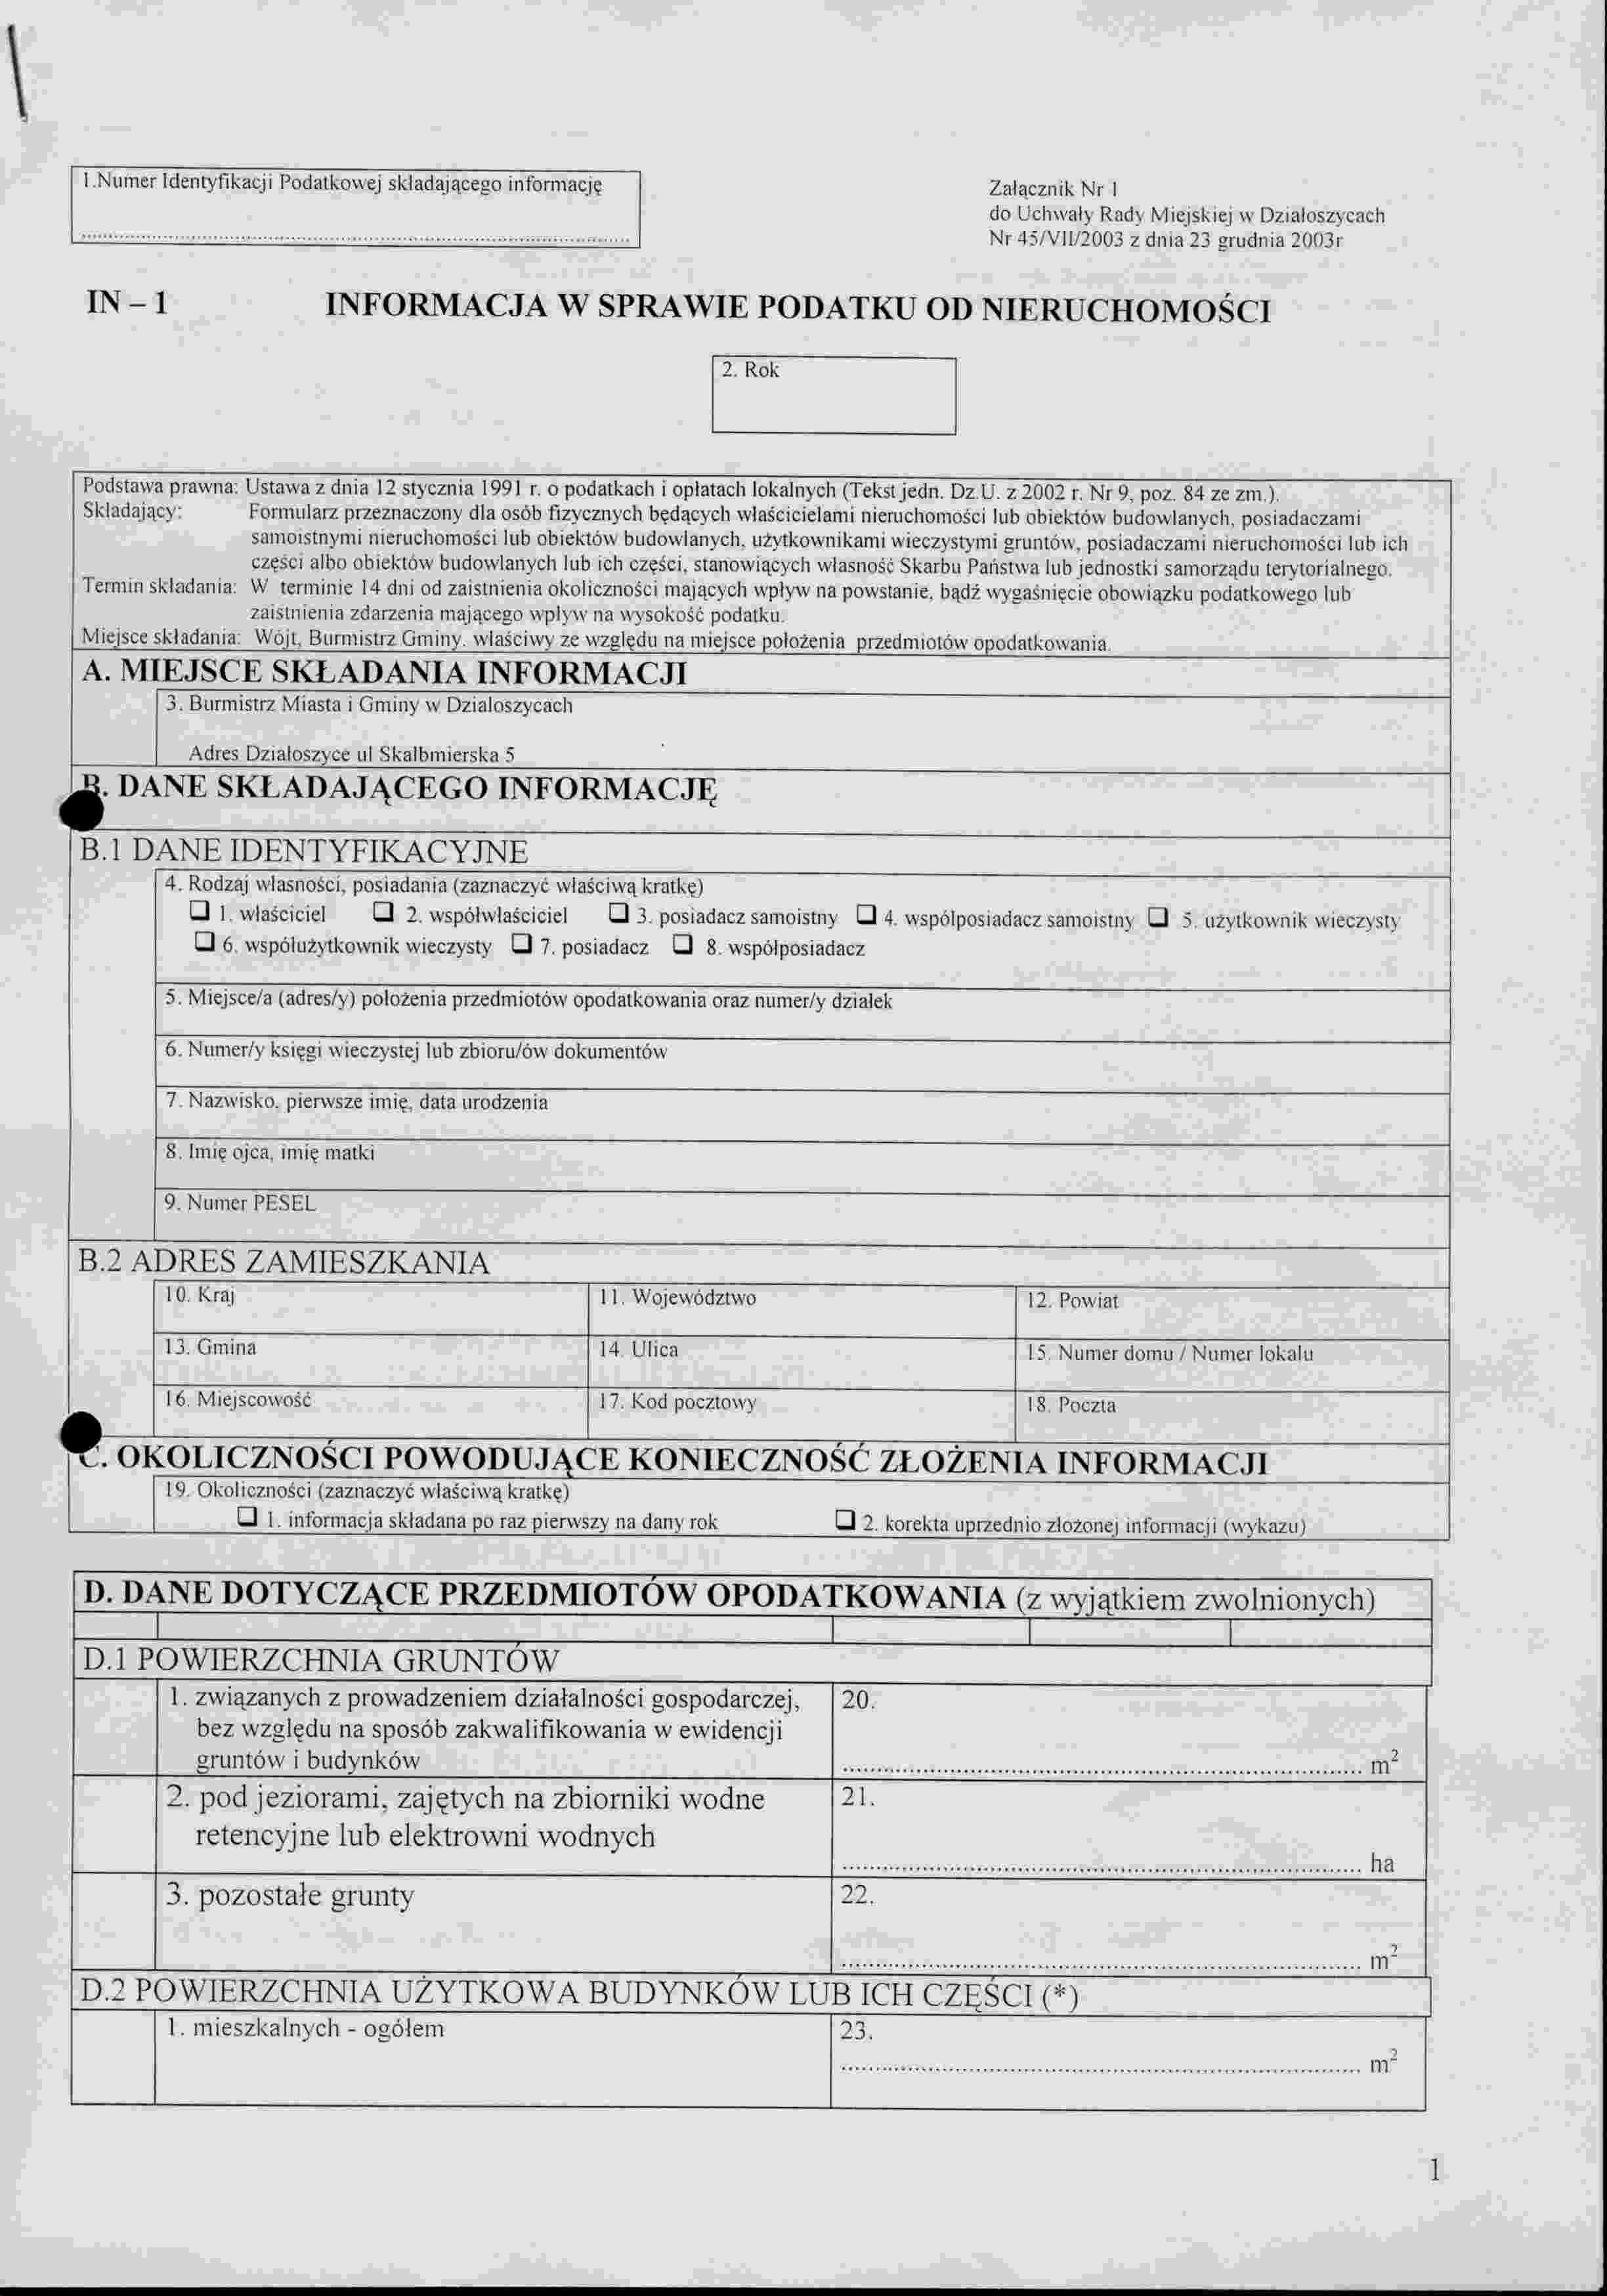 1.Numer Identyfikacji Podatkowej składającego informację
Załącznik Nr 1
do Uchwały Rady Miejskiej w Działoszycach
Nr 45/VII/2003 z dnia 23 grudnia 2003r
IN – 1 INFORMACJA W SPRAWIE PODATKU OD NIERUCHOMOŚCI
2. Rok
Podstawa prawna: Ustawa z dnia 12 stycznia 1991 r. o podatkach i opłatach lokalnych (Tekst jedn. Dz.U. z 2002 r. Nr 9, poz. 84 ze zm.).
Składający: Formularz przeznaczony dla osób fizycznych będących właścicielami nieruchomości lub obiektów budowlanych, posiadaczami
samoistnymi nieruchomości lub obiektów budowlanych, użytkownikami wieczystymi gruntów, posiadaczami nieruchomości lub ich
części albo obiektów budowlanych lub ich części, stanowiących własność Skarbu Państwa lub jednostki samorządu terytorialnego.
Termin składania: W terminie 14 dni od zaistnienia okoliczności mających wpływ na powstanie, bądź wygaśnięcie obowiązku podatkowego lub
zaistnienia zdarzenia mającego wpływ na wysokość podatku.
Miejsce składania: Wójt, Burmistrz Gminy, właściwy ze względu na miejsce położenia przedmiotów opodatkowania.
A. MIEJSCE SKŁADANIA INFORMACJI
3. Burmistrz Miasta i Gminy w Działoszycach
Adres Działoszyce ul Skalbmierska 5
B. DANE SKŁADAJĄCEGO INFORMACJĘ
B.1 DANE IDENTYFIKACYJNE
4. Rodzaj własności, posiadania (zaznaczyć właściwą kratkę)
❑ 1. właściciel ❑ 2. współwłaściciel ❑ 3. posiadacz samoistny ❑ 4. współposiadacz samoistny ❑ 5. użytkownik wieczysty
❑ 6. współużytkownik wieczysty ❑ 7. posiadacz ❑ 8. współposiadacz
5. Miejsce/a (adres/y) położenia przedmiotów opodatkowania oraz numer/y działek
6. Numer/y księgi wieczystej lub zbioru/ów dokumentów
7. Nazwisko, pierwsze imię, data urodzenia
8. Imię ojca, imię matki
9. Numer PESEL
B.2 ADRES ZAMIESZKANIA
10. Kraj 11. Województwo 12. Powiat
13. Gmina 14. Ulica 15. Numer domu / Numer lokalu
16. Miejscowość 17. Kod pocztowy 18. Poczta
C. OKOLICZNOŚCI POWODUJĄCE KONIECZNOŚĆ ZŁOŻENIA INFORMACJI
19. Okoliczności (zaznaczyć właściwą kratkę)
❑ 1. informacja składana po raz pierwszy na dany rok ❑ 2. korekta uprzednio złożonej informacji (wykazu)
D. DANE DOTYCZĄCE PRZEDMIOTÓW OPODATKOWANIA (z wyjątkiem zwolnionych)
D.1 POWIERZCHNIA GRUNTÓW
1. związanych z prowadzeniem działalności gospodarczej, 20.
bez względu na sposób zakwalifikowania w ewidencji
gruntów i budynków m²
2. pod jeziorami, zajętych na zbiorniki wodne 21.
retencyjne lub elektrowni wodnych
ha
3. pozostałe grunty 22.
m²
D.2 POWIERZCHNIA UŻYTKOWA BUDYNKÓW LUB ICH CZĘŚCI (*)
1. mieszkalnych - ogółem 23.
m²
1